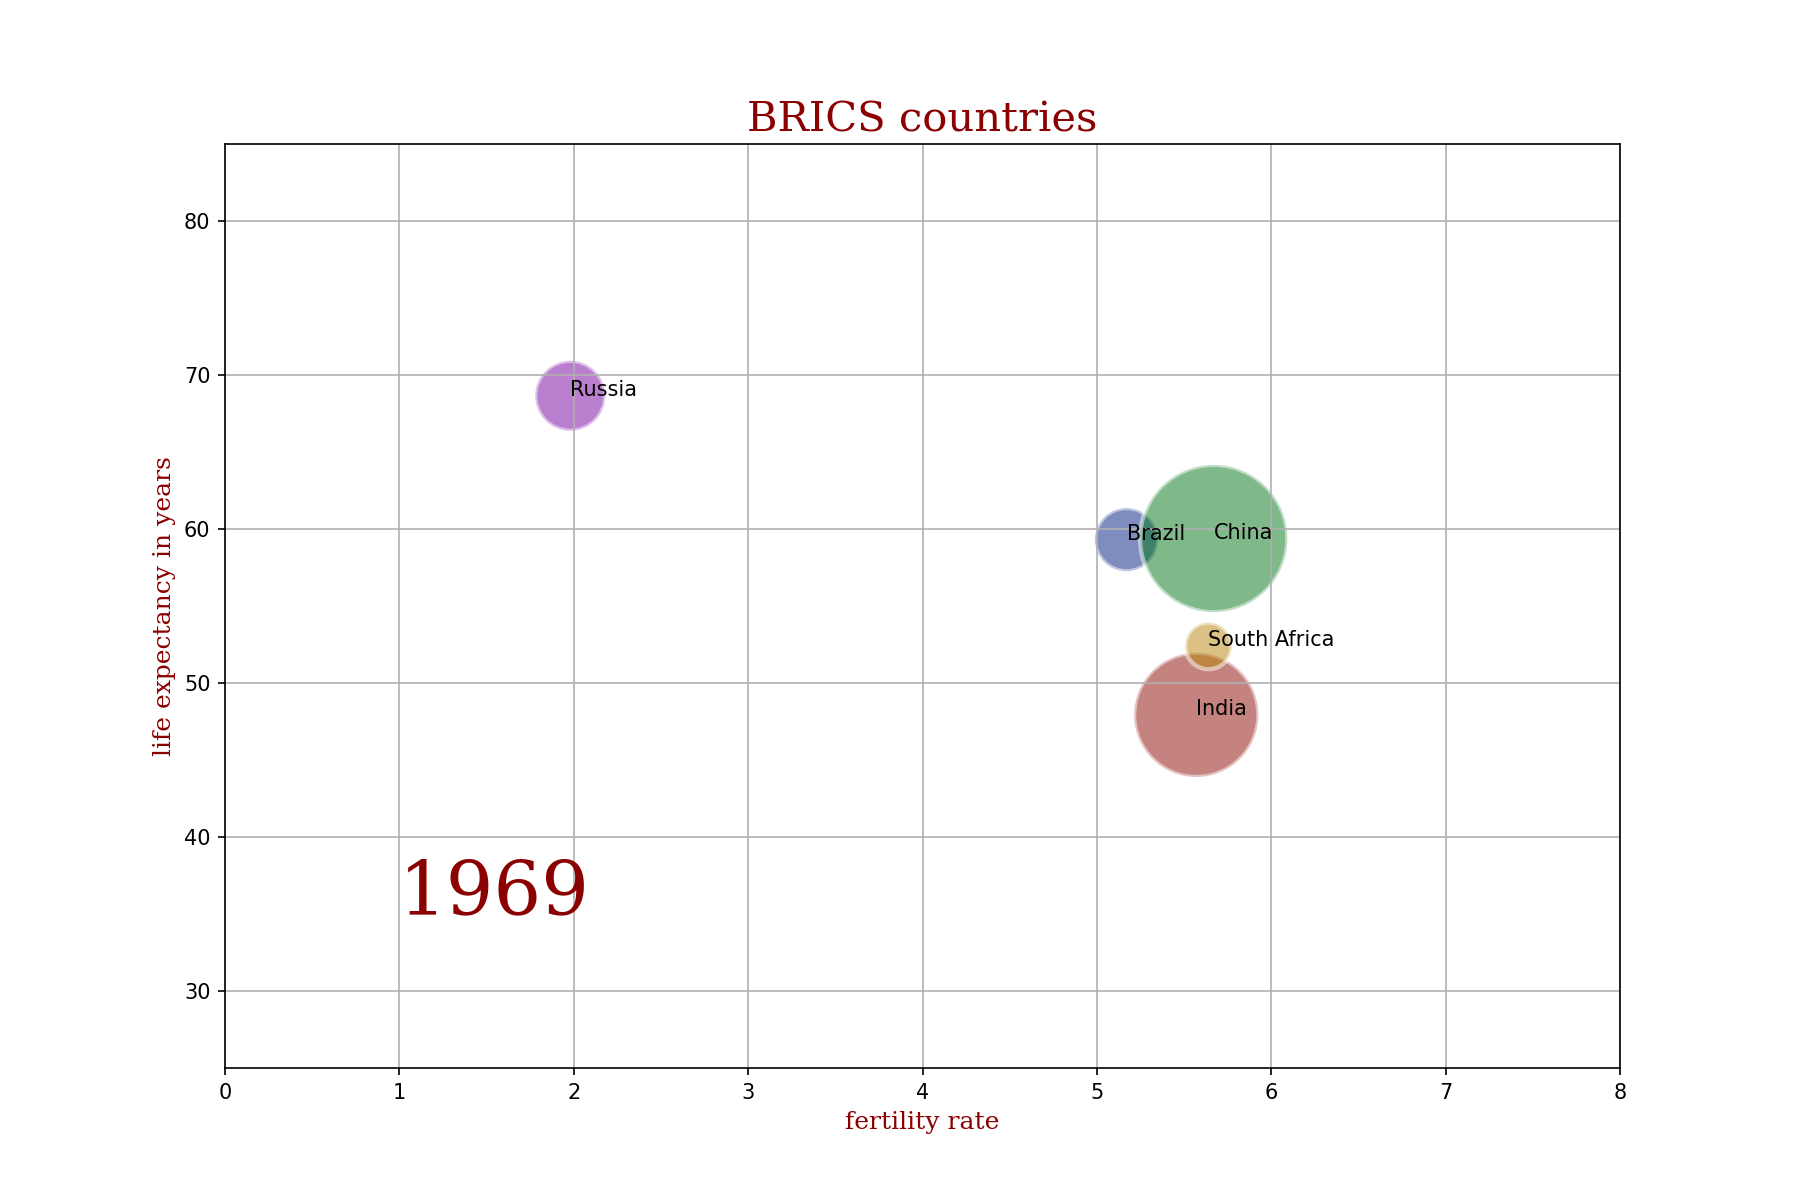 BRICS countries
80
70
60
50
40
30
life expectancy in years
Russia
Brazil
China
South Africa
India
1969
0 1 2 3 4 5 6 7 8
fertility rate